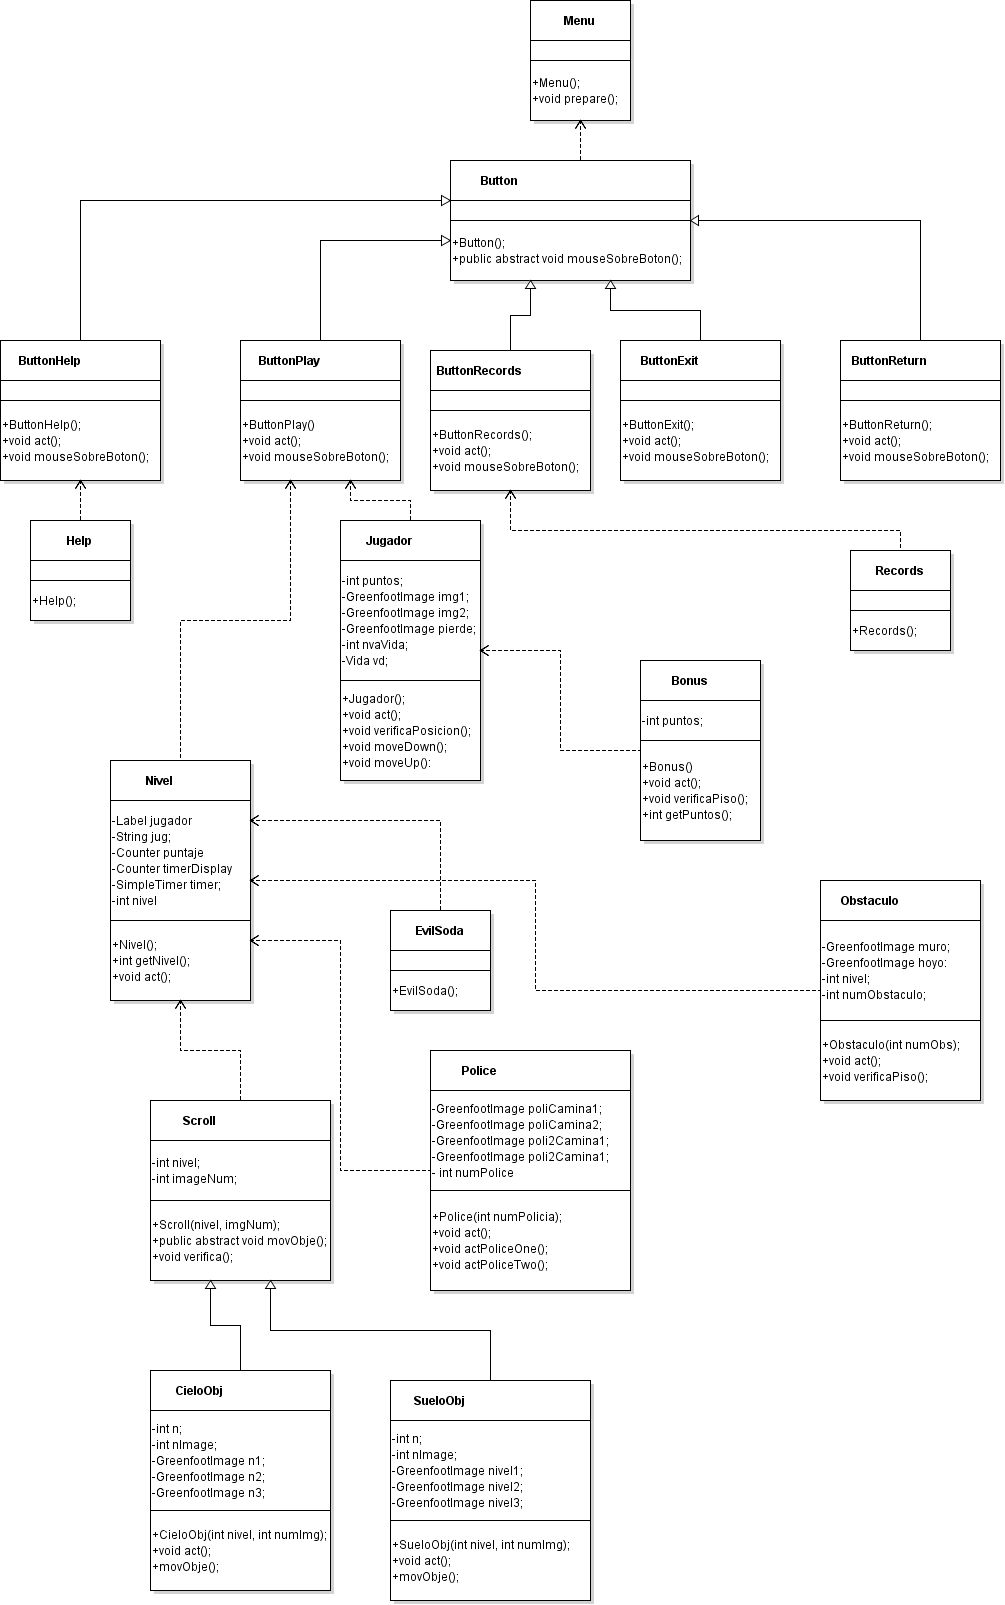 Menu
+Menu();
+void prepare();
Button
+Button();
+public abstract void mouseSobreBoton();
ButtonHelp
+ButtonHelp();
+void act();
+void mouseSobreBoton();
ButtonPlay
+ButtonPlay()
+void act();
+void mouseSobreBoton();
ButtonRecords
+ButtonRecords();
+void act();
+void mouseSobreBoton();
ButtonExit
+ButtonExit();
+void act();
+void mouseSobreBoton();
ButtonReturn
+ButtonReturn();
+void act();
+void mouseSobreBoton();
Help
+Help();
Jugador
-int puntos;
-GreenfootImage img1;
-GreenfootImage img2;
-GreenfootImage pierde;
-int nvaVida;
-Vida vd;
+Jugador();
+void act();
+void verificaPosicion();
+void moveDown();
+void moveUp():
Records
+Records();
Bonus
-int puntos;
+Bonus()
+void act();
+void verificaPiso();
+int getPuntos();
Nivel
-Label jugador
-String jug;
-Counter puntaje
-Counter timerDisplay
-SimpleTimer timer;
-int nivel
+Nivel();
+int getNivel();
+void act();
EvilSoda
+EvilSoda();
Obstaculo
-GreenfootImage muro;
-GreenfootImage hoyo:
-int nivel;
-int numObstaculo;
+Obstaculo(int numObs);
+void act();
+void verificaPiso();
Police
-GreenfootImage poliCamina1;
-GreenfootImage poliCamina2;
-GreenfootImage poli2Camina1;
-GreenfootImage poli2Camina1;
- int numPolice
+Police(int numPolicia);
+void act();
+void actPoliceOne();
+void actPoliceTwo();
Scroll
-int nivel;
-int imageNum;
+Scroll(nivel, imgNum);
+public abstract void movObje();
+void verifica();
CieloObj
-int n;
-int nImage;
-GreenfootImage n1;
-GreenfootImage n2;
-GreenfootImage n3;
+CieloObj(int nivel, int numImg);
+void act();
+movObje();
SueloObj
-int n;
-int nImage;
-GreenfootImage nivel1;
-GreenfootImage nivel2;
-GreenfootImage nivel3;
+SueloObj(int nivel, int numImg);
+void act();
+movObje();